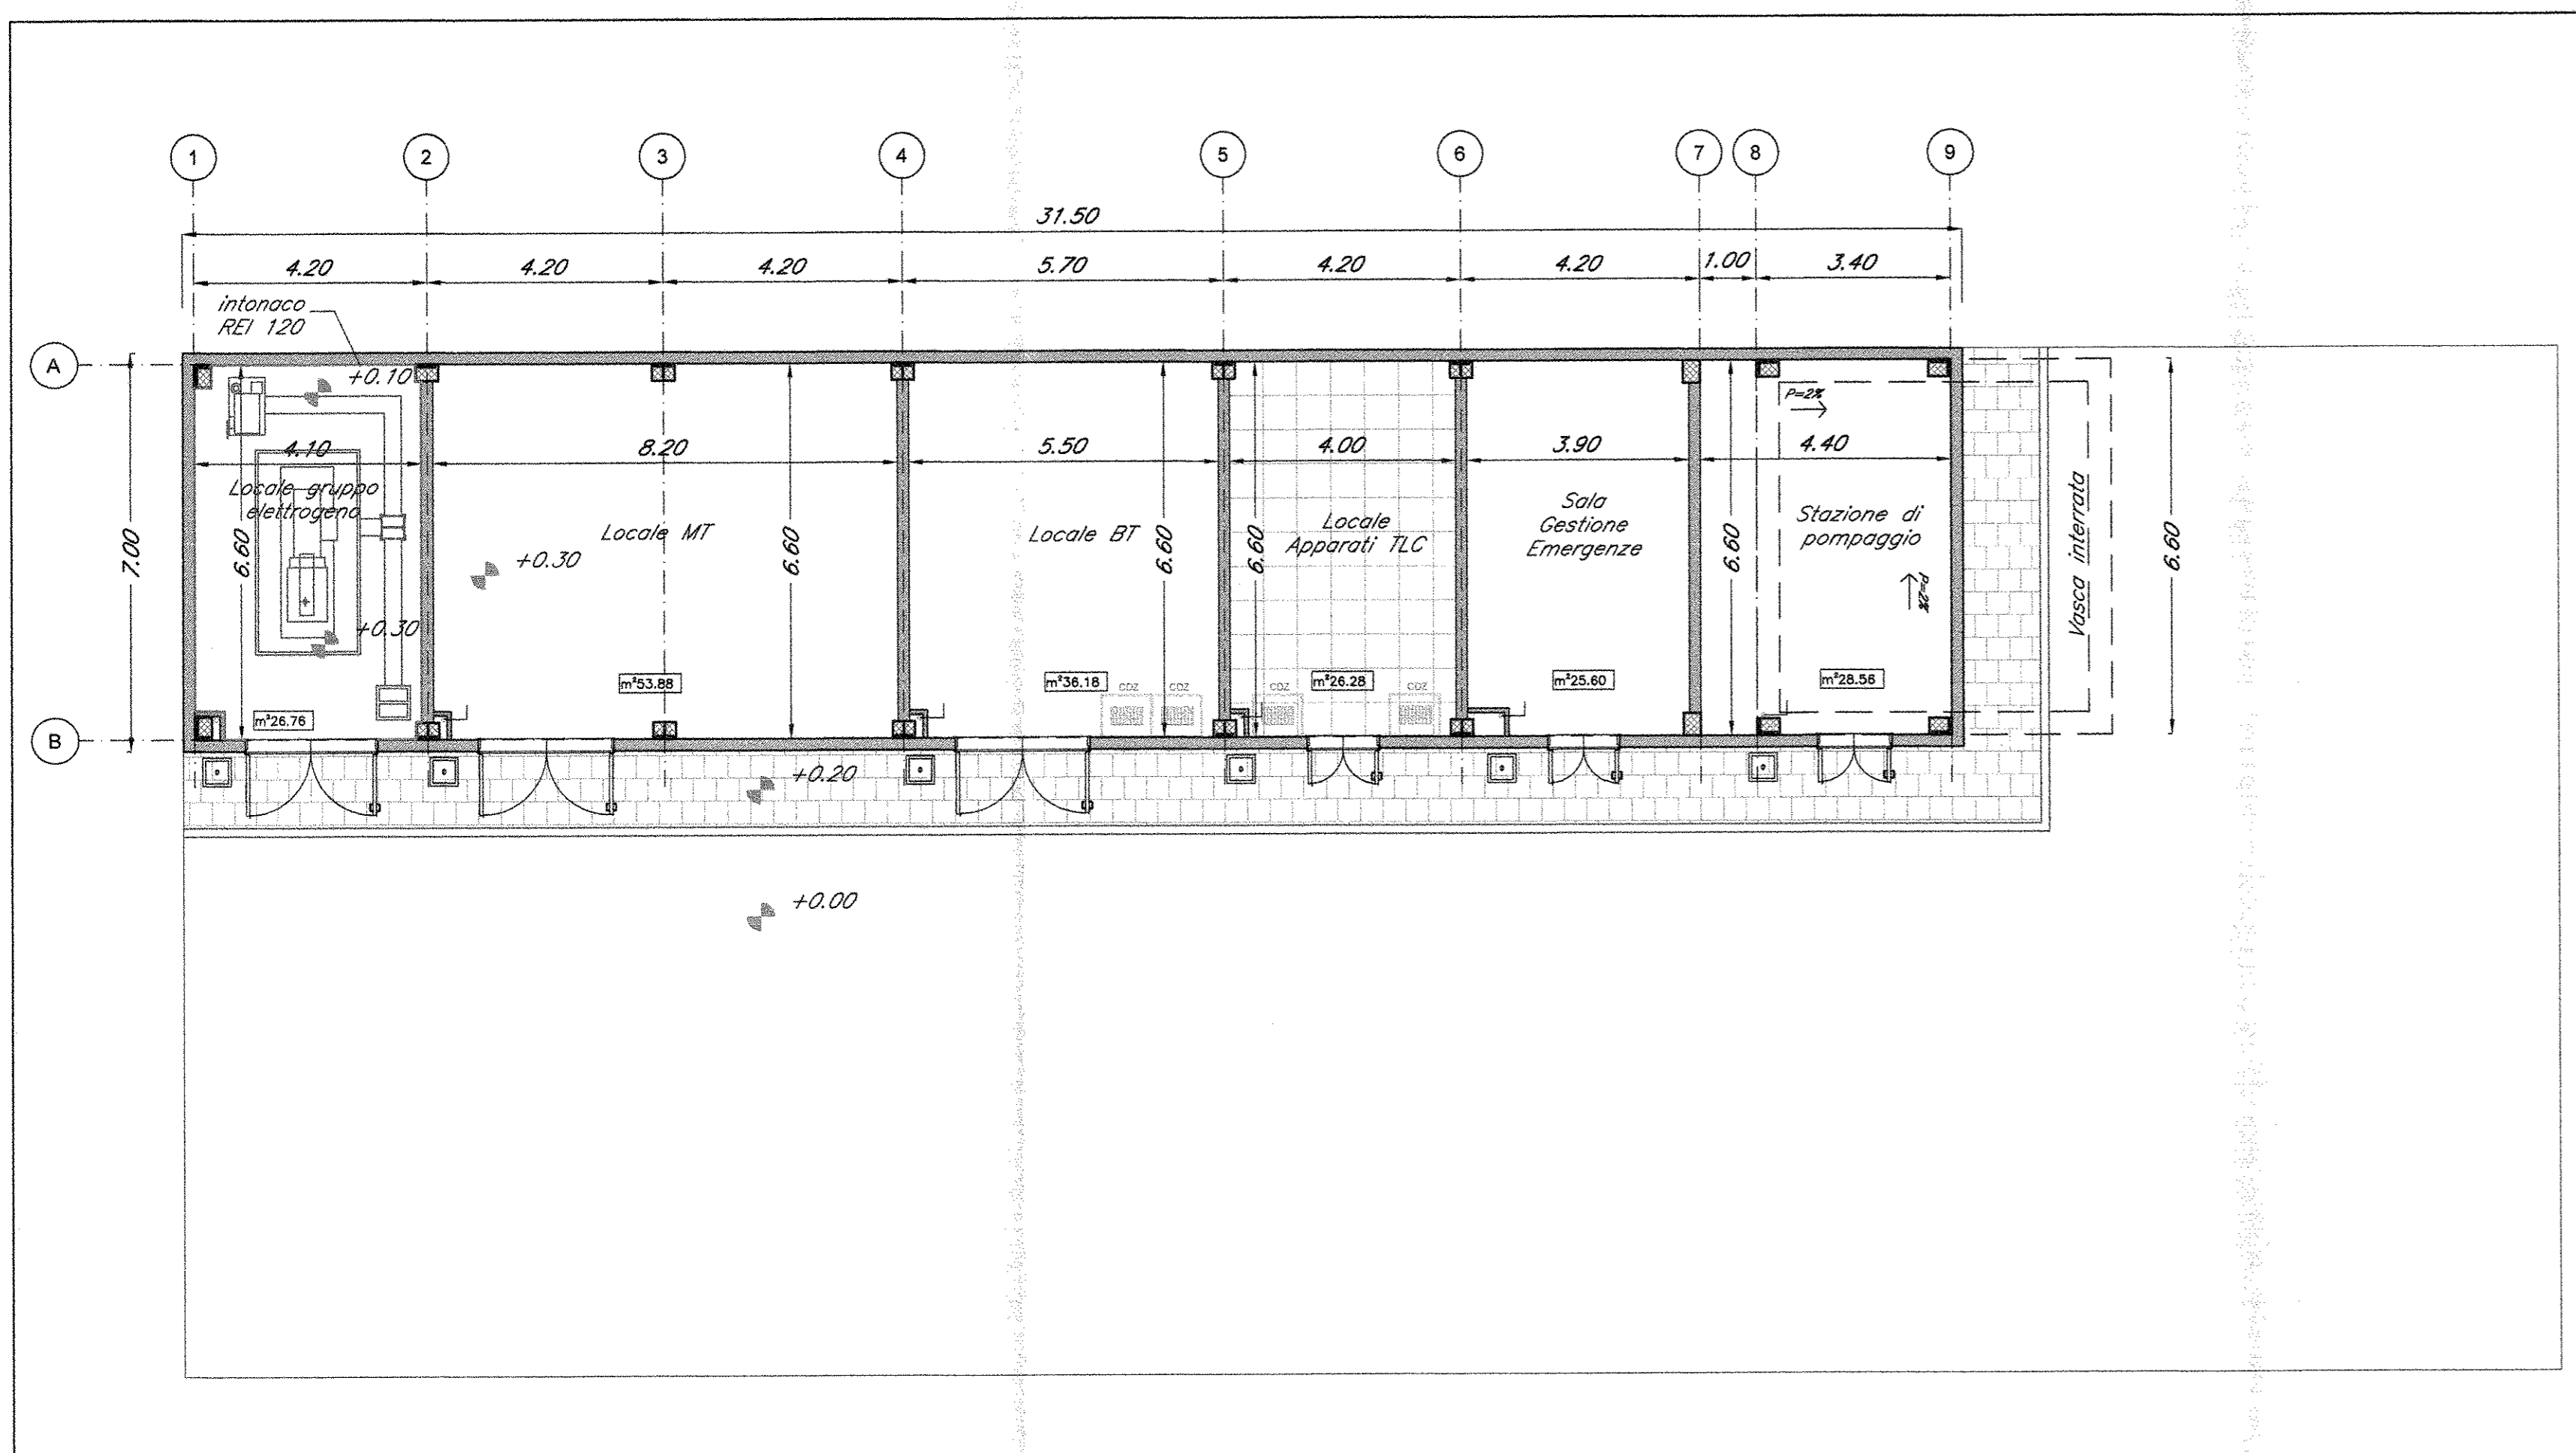 1 2 3 4 5 6 7 8 9
31.50
4.20 4.20 4.20 5.70 4.20 4.20 1.00 3.40
intonaco
REI 120
A
+0.10
P=2%
4.10 8.20 5.50 4.00 3.90 4.40
Locale gruppo
elettrogeno
Locale MT
Locale BT
Locale
Apparati TLC
Sala
Gestione
Emergenze
Stazione di
pompaggio
Vasca interrata
7.00 6.60 6.60 6.60 6.60 6.60 6.60
+0.30
P=2%
+0.30
m²53.88 m²36.18 m²26.28 m²25.60 m²28.56
CDZ CDZ CDZ CDZ
m²26.76
B
+0.20
+0.00